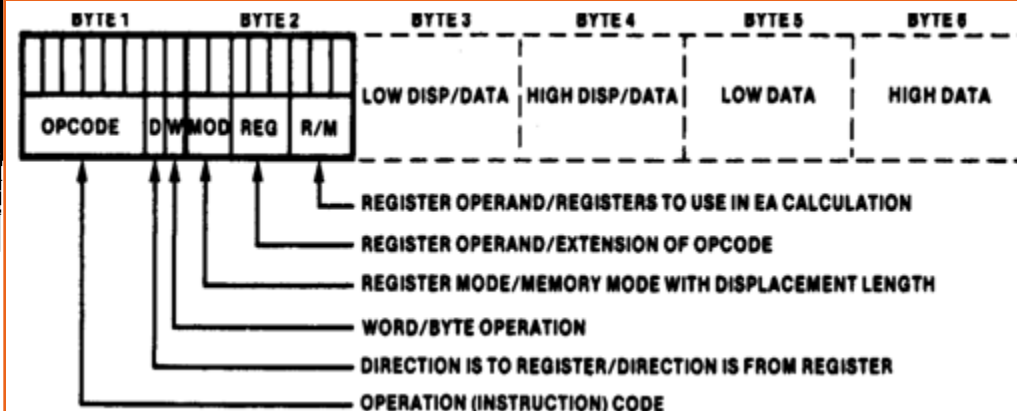 BYTE 1 BYTE 2 BYTE 3 BYTE 4 BYTE 5 BYTE 6
LOW DISP/DATA HIGH DISP/DATA LOW DATA HIGH DATA
OPCODE D W MOD REG R/M
REGISTER OPERAND/REGISTERS TO USE IN EA CALCULATION
REGISTER OPERAND/EXTENSION OF OPCODE
REGISTER MODE/MEMORY MODE WITH DISPLACEMENT LENGTH
WORD/BYTE OPERATION
DIRECTION IS TO REGISTER/DIRECTION IS FROM REGISTER
OPERATION (INSTRUCTION) CODE